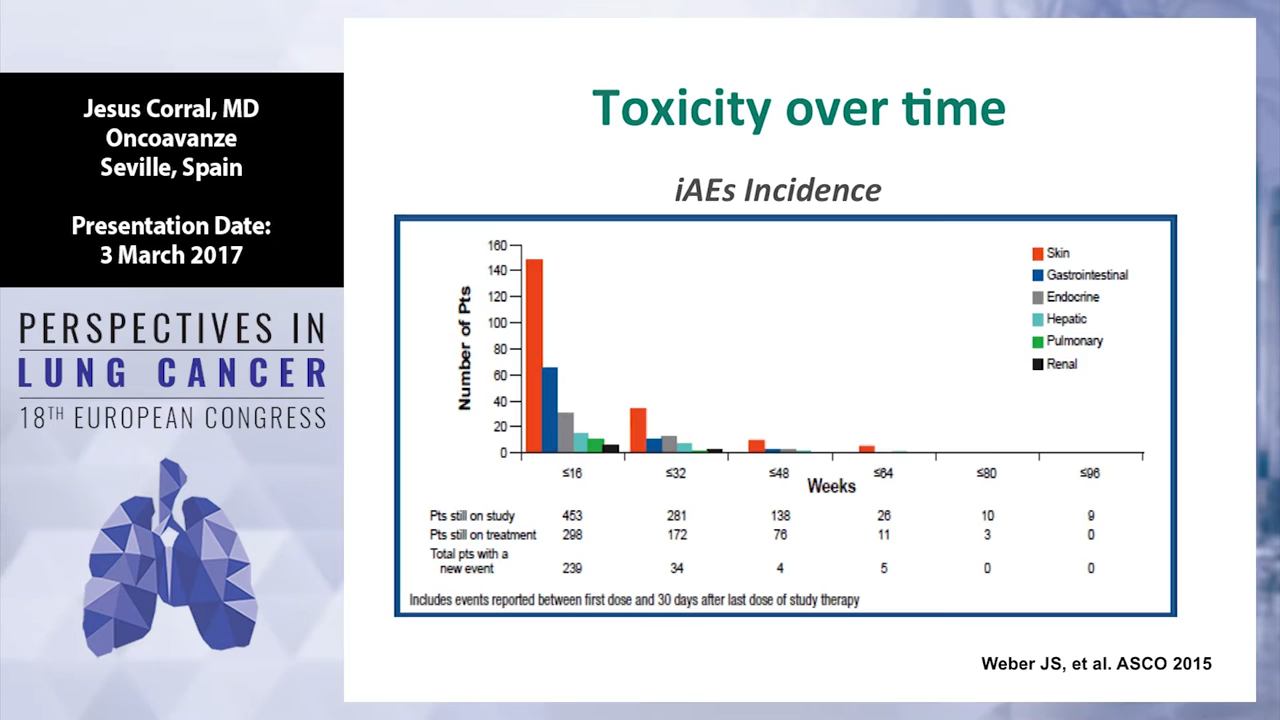 Jesus Corral, MD
Oncoavanze
Seville, Spain
Presentation Date:
3 March 2017
PERSPECTIVES IN
LUNG CANCER
18TH EUROPEAN CONGRESS
Toxicity over time
iAEs Incidence
Number of Pts
160
140
120
100
80
60
40
20
0
Skin
Gastrointestinal
Endocrine
Hepatic
Pulmonary
Renal
≤16 ≤32 ≤48 ≤64 ≤80 ≤96
Weeks
Pts still on study 453 281 138 26 10 9
Pts still on treatment 298 172 76 11 3 0
Total pts with a
new event 239 34 4 5 0 0
Includes events reported between first dose and 30 days after last dose of study therapy
Weber JS, et al. ASCO 2015